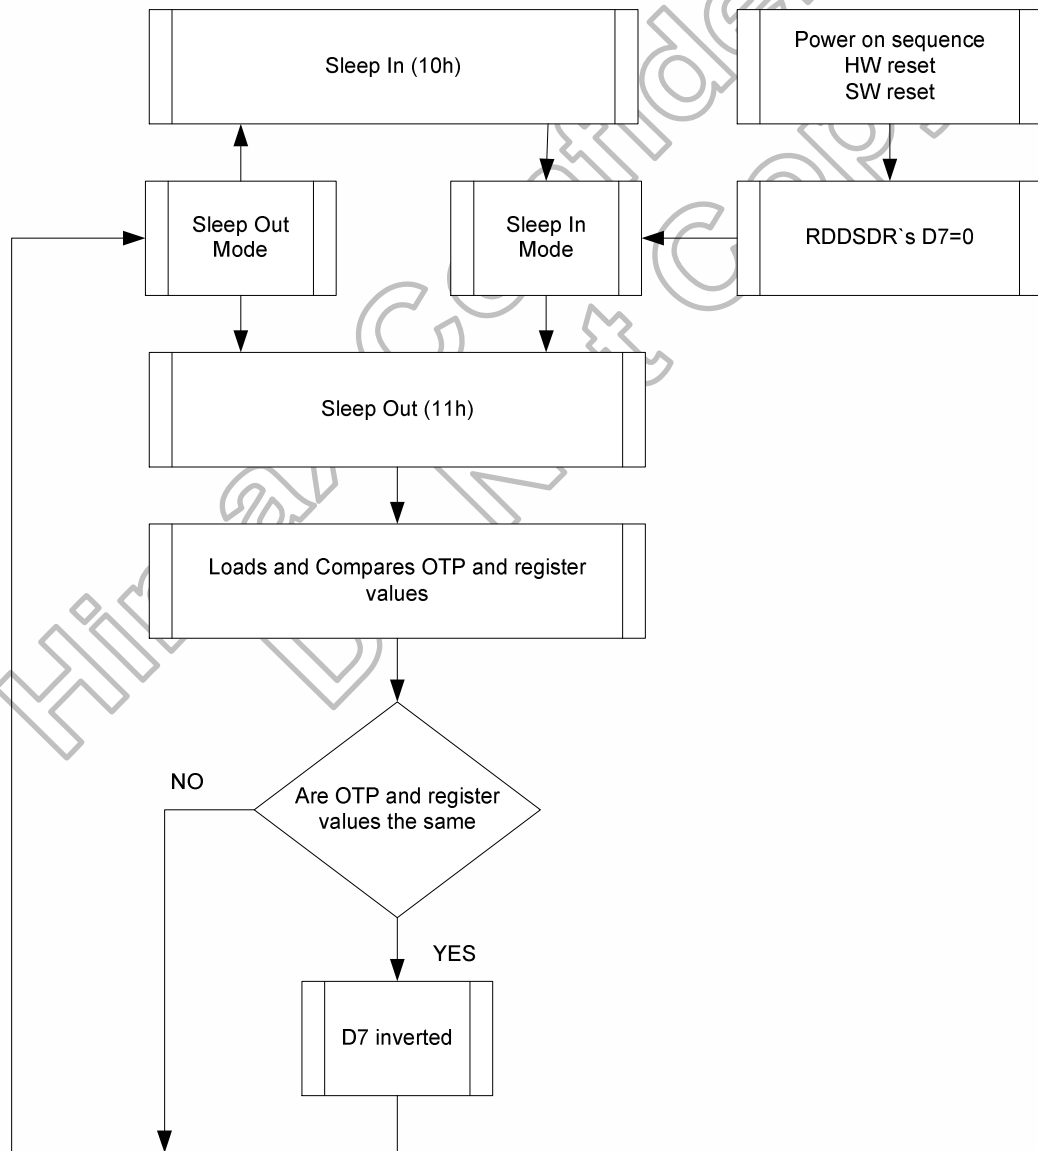 Sleep In (10h)
Power on sequence
HW reset
SW reset
Sleep Out
Mode
Sleep In
Mode
RDDSDR`s D7=0
Sleep Out (11h)
Loads and Compares OTP and register
values
Are OTP and register
values the same
NO
YES
D7 inverted